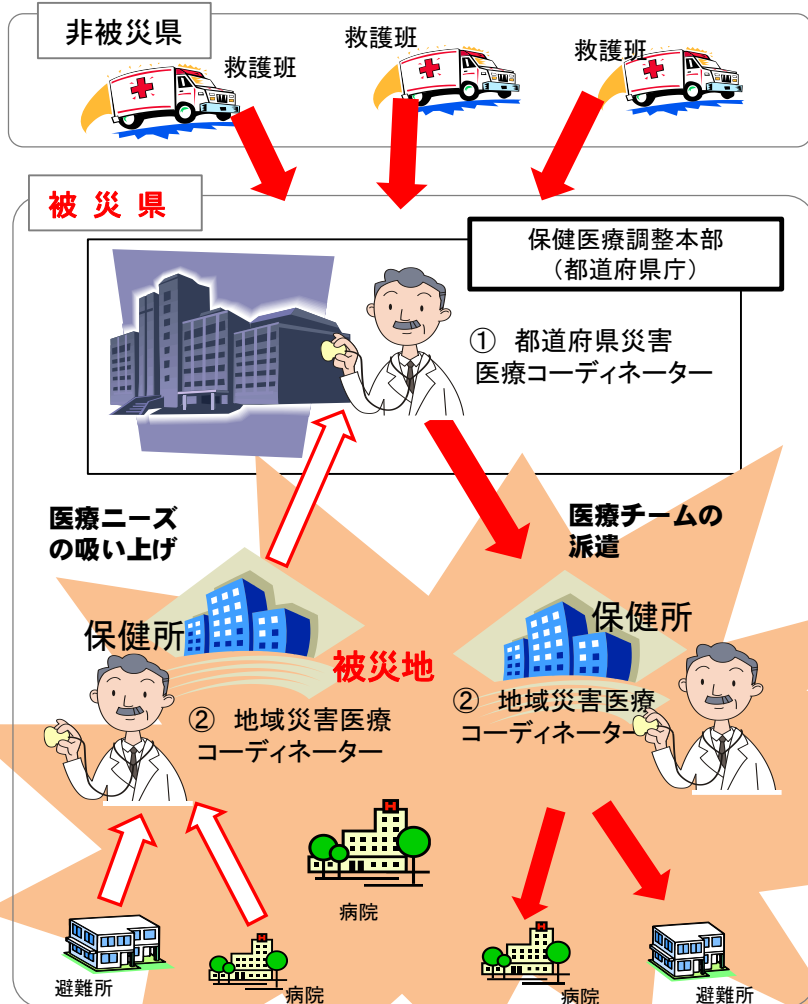 非被災県
救護班
救護班
救護班
被災県
保健医療調整本部
（都道府県庁）
① 都道府県災害
医療コーディネーター
医療ニーズ
の吸い上げ
医療チームの
派遣
保健所
保健所
被災地
② 地域災害医療
コーディネーター
② 地域災害医療
コーディネーター
H
病院
避難所
病院
病院
避難所